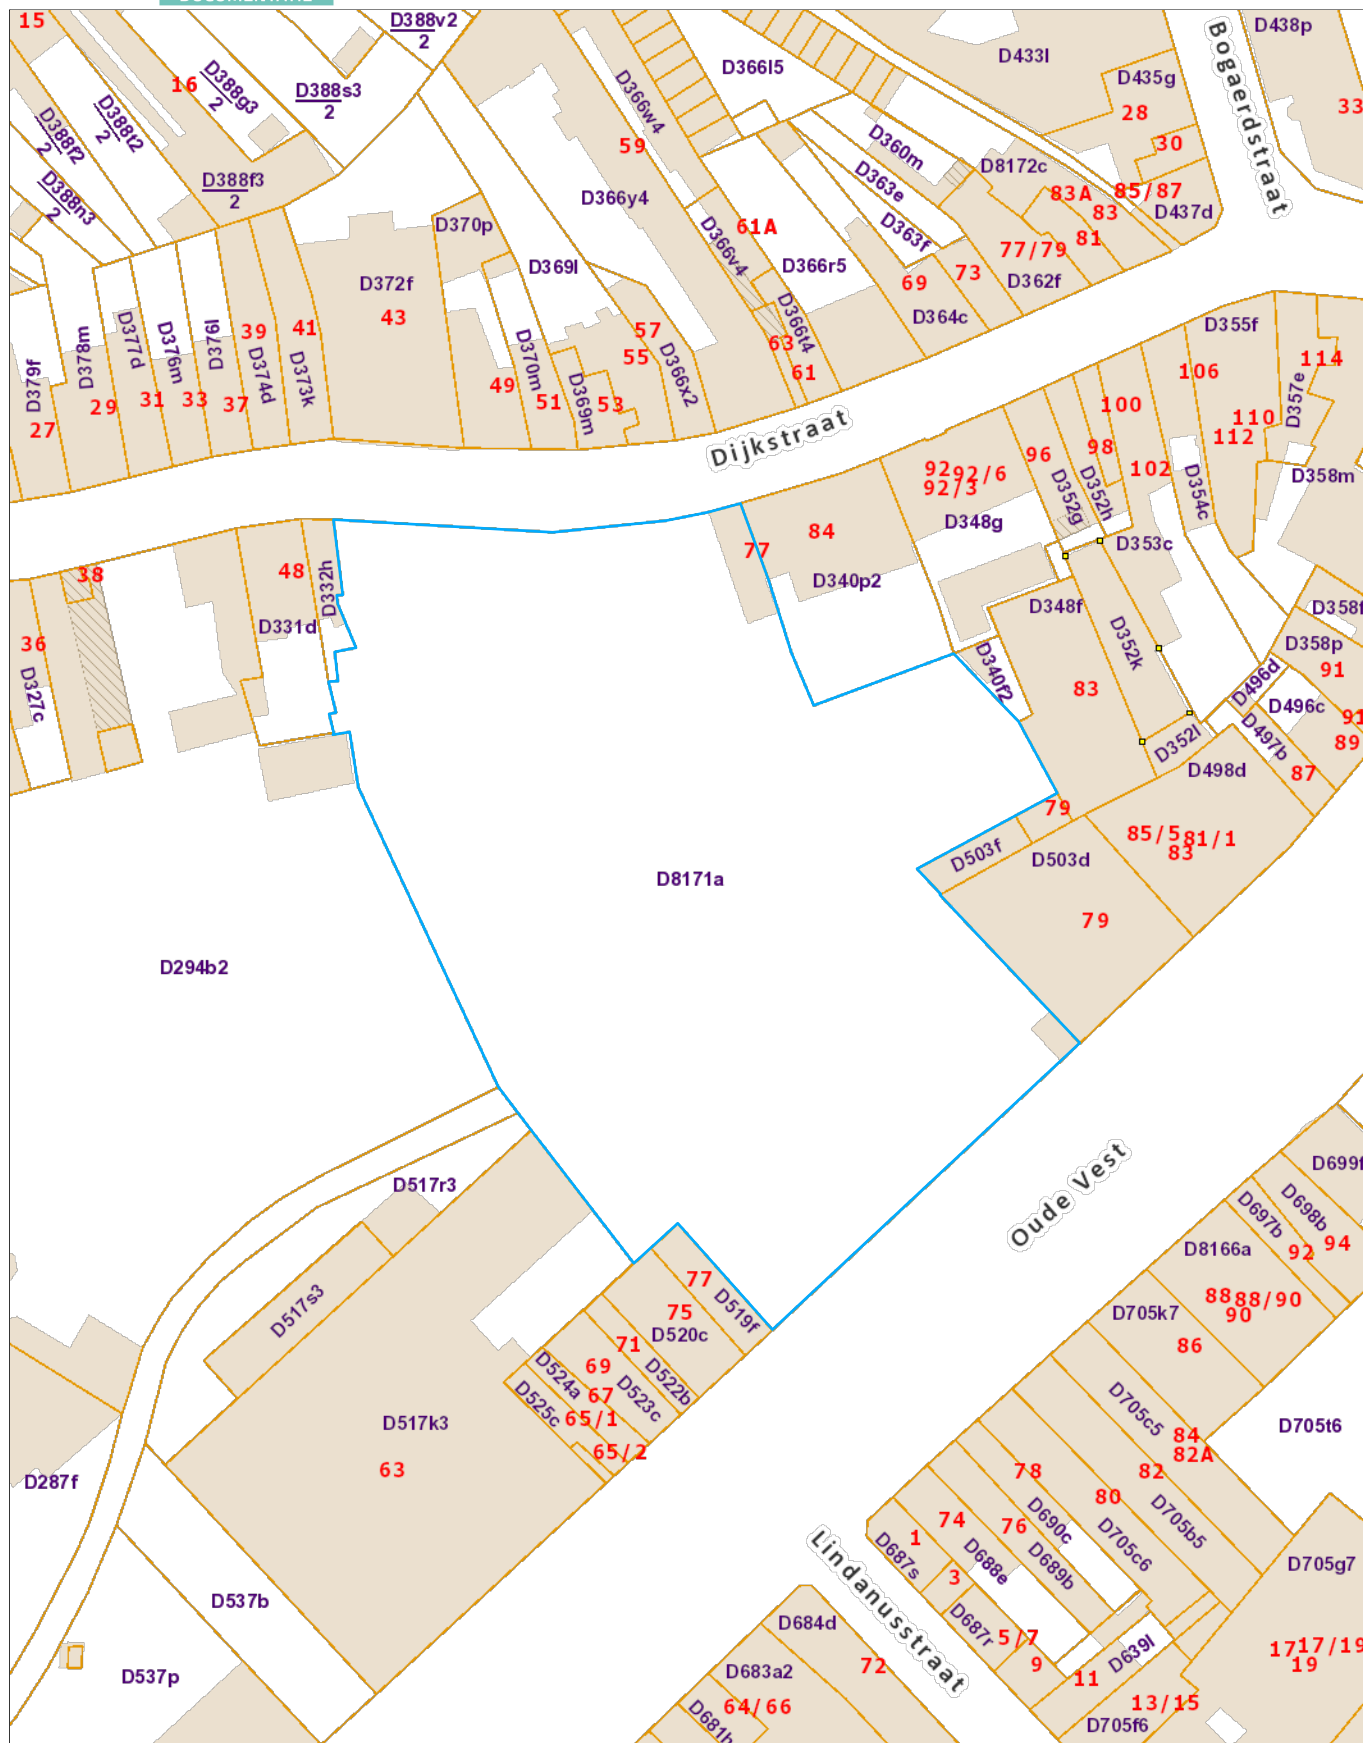 15
D388v2
2
D438p
D433l
D366l5
D435g
33
16
D388g3
2
D388s3
2
D388t2
2
D388f2
2
D366w4
59
28
30
Bogaerdstraat
D360m
D8172c
D388n3
2
D388f3
2
D366y4
D363e
83A
85/87
83
D437d
D370p
61A
D366v4
D363f
81
77/79
D369l
D366r5
69
73
D362f
D372f
43
D364c
D366t4
D378m
D377d
D376m
D376l
39
41
57
55
63
61
D355f
114
D379f
D374d
D373k
D370m
D366x2
106
D357e
27
29
31
33
37
49
51
D369m
53
100
110
112
Dijkstraat
98
96
102
92
92/6
92/3
D352g
D352h
D354c
D358m
D348g
84
77
D353c
38
48
D332h
D340p2
D331d
D348f
D358f
36
D352k
D358p
91
D327c
D340f2
83
D496d
D496c
91
89
D497b
D352l
D498d
87
79
85/5
81/1
83
D503f
D503d
D8171a
79
D294b2
Oude Vest
D699f
D517r3
D697b
D698b
D8166a
92
94
77
D517s3
D519f
75
D520c
88
88/90
90
D705k7
86
71
69
D522b
D524a
67
D523c
D525c
65/1
65/2
D517k3
63
D705c5
84
82A
D705t6
82
78
80
D287f
D690c
D705b5
74
76
D705c6
1
D687s
D688e
D689b
D705g7
3
D537b
Lindanusstraat
D687r
5/7
D684d
D639l
17
17/19
19
D537p
D683a2
72
9
11
64/66
13/15
D705f6